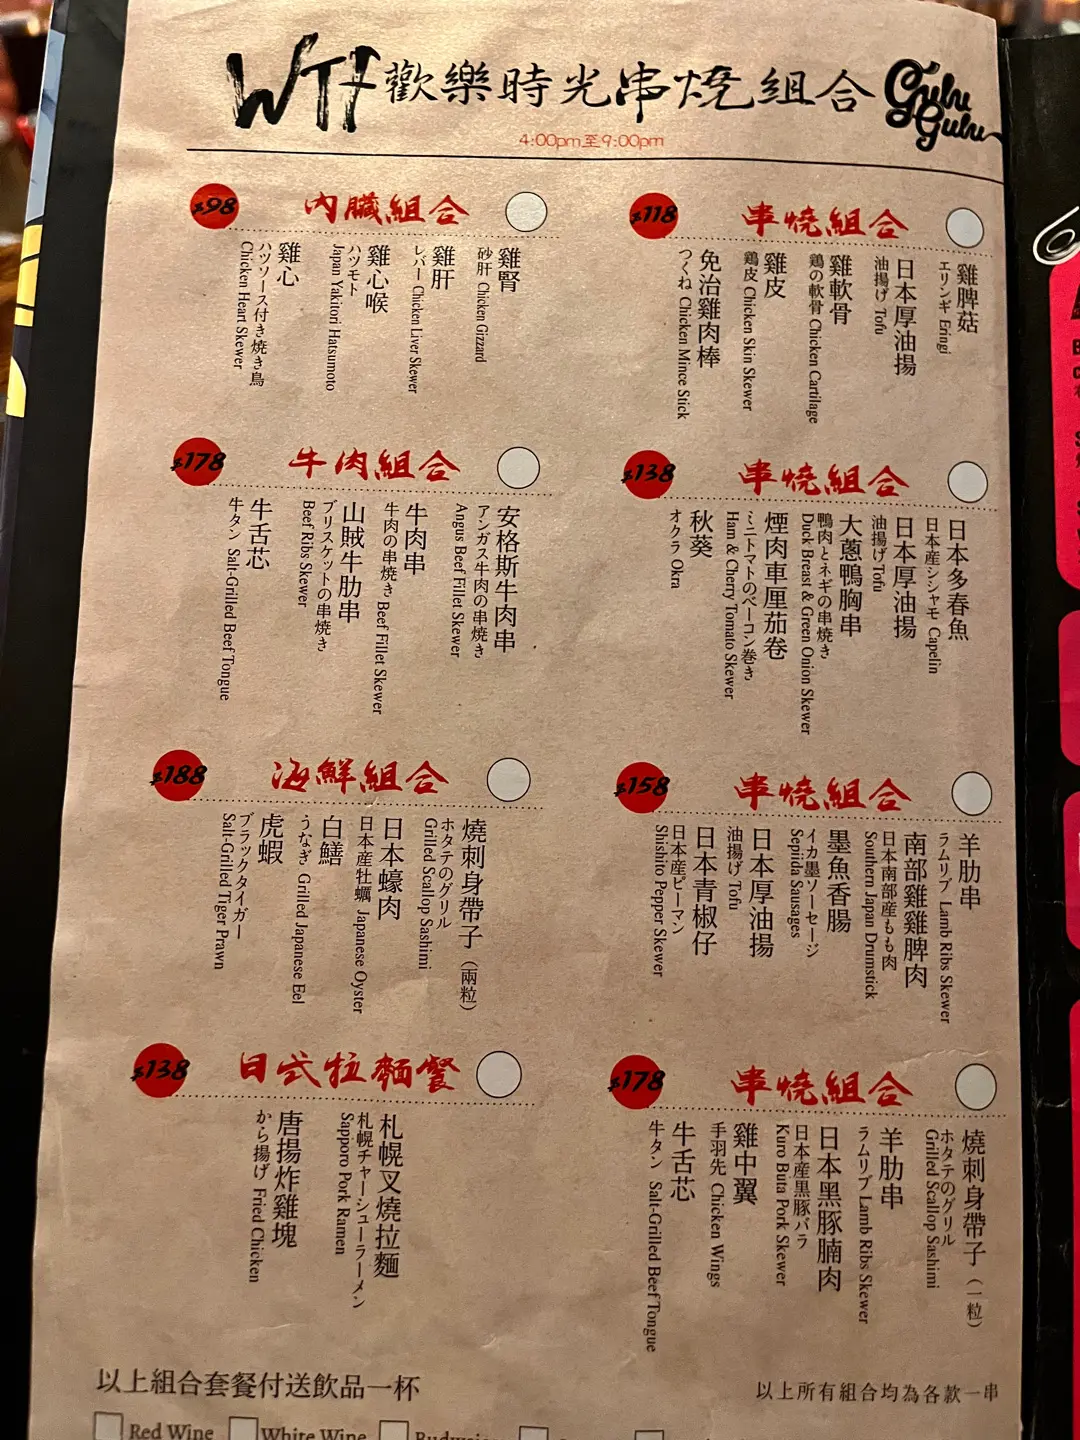 WTF 歡樂時光串燒組合 Gulu Gulu
4:00pm至9:00pm
$118 串燒組合
雞脾菇
エリンギ Eringi
日本厚油揚
油揚げ Tofu
雞軟骨
鶏の軟骨 Chicken Cartilage
雞皮
鶏皮 Chicken Skin Skewer
免治雞肉棒
つくね Chicken Mince Stick
$98 內臟組合
雞腎
砂肝 Chicken Gizzard
雞肝
レバー Chicken Liver Skewer
雞心喉
ハツモト
Japan Yakitori Hatsumoto
雞心
ハツソース付き焼き鳥
Chicken Heart Skewer
$138 串燒組合
日本多春魚
日本産シシャモ Capelin
日本厚油揚
油揚げ Tofu
大蔥鴨胸串
鴨肉とネギの串焼き
Duck Breast & Green Onion Skewer
煙肉車厘茄卷
ミニトマトのベーコン巻き
Ham & Cherry Tomato Skewer
秋葵
オクラ Okra
$178 牛肉組合
安格斯牛肉串
アンガス牛肉の串焼き
Angus Beef Fillet Skewer
牛肉串
牛肉の串焼き Beef Fillet Skewer
山賊牛肋串
ブリスケットの串焼き
Beef Ribs Skewer
牛舌芯
牛タン Salt-Grilled Beef Tongue
$158 串燒組合
羊肋串
ラムリブ Lamb Ribs Skewer
南部雞雞脾肉
日本南部産もも肉
Southern Japan Drumstick
墨魚香腸
イカ墨ソーセージ
Sepiida Sausages
日本厚油揚
油揚げ Tofu
日本青椒仔
日本産ピーマン
Shishito Pepper Skewer
$188 海鮮組合
燒刺身帶子（兩粒）
ホタテのグリル
Grilled Scallop Sashimi
日本蠔肉
日本産牡蠣 Japanese Oyster
白鱔
うなぎ Grilled Japanese Eel
虎蝦
ブラックタイガー
Salt-Grilled Tiger Prawn
$178 串燒組合
燒刺身帶子（一粒）
ホタテのグリル
Grilled Scallop Sashimi
羊肋串
ラムリブ Lamb Ribs Skewer
日本黑豚腩肉
日本産黒豚バラ
Kuro Buta Pork Skewer
雞中翼
手羽先 Chicken Wings
牛舌芯
牛タン Salt-Grilled Beef Tongue
$138 日式拉麵餐
札幌叉燒拉麵
札幌チャーシューラーメン
Sapporo Pork Ramen
唐揚炸雞塊
から揚げ Fried Chicken
以上組合套餐付送飲品一杯
以上所有組合均為各款一串
Red Wine White Wine